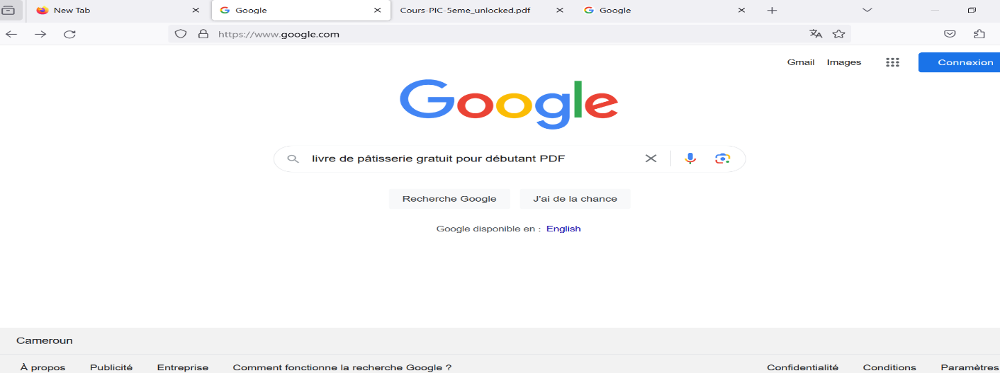 New Tab Google Cours-PIC-5eme_unlocked.pdf Google
https://www.google.com
Gmail Images Connexion
Google
livre de pâtisserie gratuit pour débutant PDF
Recherche Google J'ai de la chance
Google disponible en : English
Cameroun
À propos Publicité Entreprise Comment fonctionne la recherche Google ? Confidentialité Conditions Paramètres